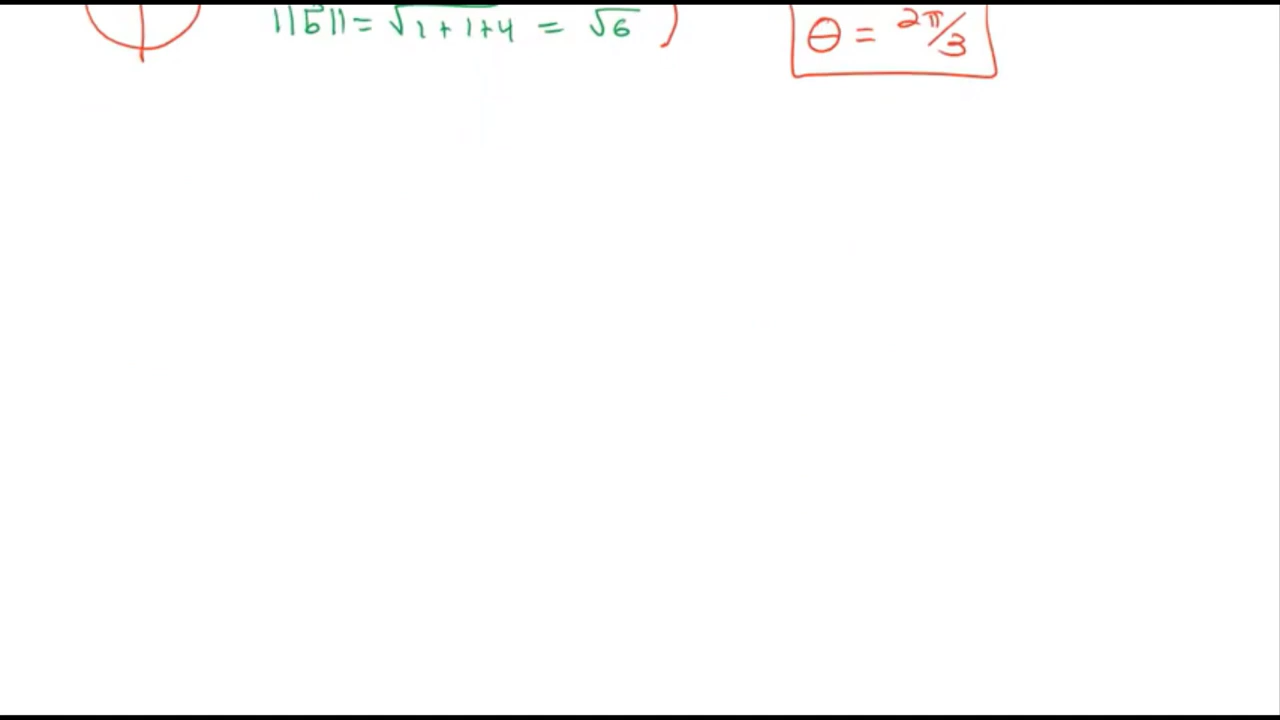 ||b⃗|| = √1+1+4 = √6 )
θ = 2π/3